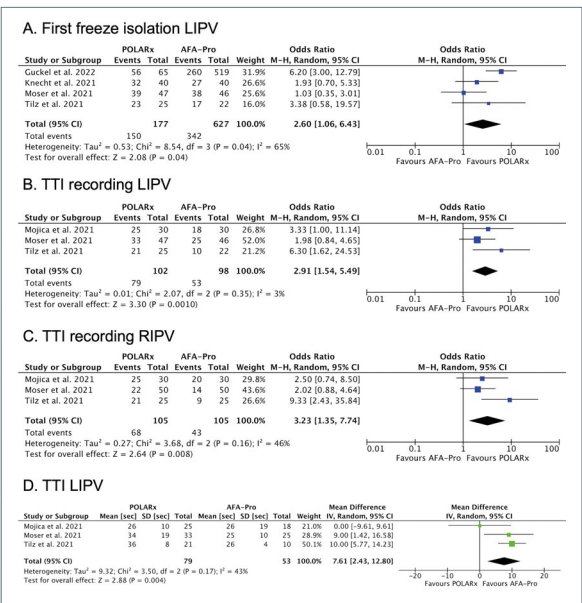 A. First freeze isolation LIPV
POLARx AFA-Pro Odds Ratio Odds Ratio
Study or Subgroup Events Total Events Total Weight M-H, Random, 95% CI M-H, Random, 95% CI
Guckel et al. 2022 56 65 260 519 31.9% 6.20 [3.00, 12.79]
Knecht et al. 2021 32 40 27 40 22.1% 1.93 [0.70, 5.33]
Moser et al. 2021 39 47 38 46 22.2% 1.03 [0.35, 3.01]
Tilz et al. 2021 23 25 17 22 16.0% 3.38 [0.58, 19.57]
Total (95% CI) 177 627 100.0% 2.60 [1.06, 6.43]
Total events 150 342
Heterogeneity: Tau² = 0.53; Chi² = 8.54, df = 3 (P = 0.04); I² = 65%
Test for overall effect: Z = 2.08 (P = 0.04)
0.01 0.1 1 10 100
Favours AFA-Pro Favours POLARx
B. TTI recording LIPV
POLARx AFA-Pro Odds Ratio Odds Ratio
Study or Subgroup Events Total Events Total Weight M-H, Random, 95% CI M-H, Random, 95% CI
Mojica et al. 2021 25 30 18 30 26.8% 3.33 [1.00, 11.14]
Moser et al. 2021 33 47 25 46 52.0% 1.98 [0.84, 4.65]
Tilz et al. 2021 21 25 10 22 21.2% 6.30 [1.62, 24.53]
Total (95% CI) 102 98 100.0% 2.91 [1.54, 5.49]
Total events 79 53
Heterogeneity: Tau² = 0.01; Chi² = 2.07, df = 2 (P = 0.35); I² = 3%
Test for overall effect: Z = 3.30 (P = 0.0010)
0.01 0.1 1 10 100
Favours AFA-Pro Favours POLARx
C. TTI recording RIPV
POLARx AFA-Pro Odds Ratio Odds Ratio
Study or Subgroup Events Total Events Total Weight M-H, Random, 95% CI M-H, Random, 95% CI
Mojica et al. 2021 25 30 20 30 29.8% 2.50 [0.74, 8.50]
Moser et al. 2021 22 50 14 50 43.6% 2.02 [0.88, 4.64]
Tilz et al. 2021 21 25 9 25 26.6% 9.33 [2.43, 35.84]
Total (95% CI) 105 105 100.0% 3.23 [1.35, 7.74]
Total events 68 43
Heterogeneity: Tau² = 0.27; Chi² = 3.68, df = 2 (P = 0.16); I² = 46%
Test for overall effect: Z = 2.64 (P = 0.008)
0.01 0.1 1 10 100
Favours AFA-Pro Favours POLARx
D. TTI LIPV
POLARx AFA-Pro Mean Difference Mean Difference
Study or Subgroup Mean [sec] SD [sec] Total Mean [sec] SD [sec] Total Weight IV, Random, 95% CI IV, Random, 95% CI
Mojica et al. 2021 26 10 25 26 19 18 21.0% 0.00 [-9.61, 9.61]
Moser et al. 2021 34 19 33 25 10 25 28.9% 9.00 [1.42, 16.58]
Tilz et al. 2021 36 8 21 26 4 10 50.1% 10.00 [5.77, 14.23]
Total (95% CI) 79 53 100.0% 7.61 [2.43, 12.80]
Heterogeneity: Tau² = 9.32; Chi² = 3.50, df = 2 (P = 0.17); I² = 43%
Test for overall effect: Z = 2.88 (P = 0.004)
-20 -10 0 10 20
Favours POLARx Favours AFA-Pro